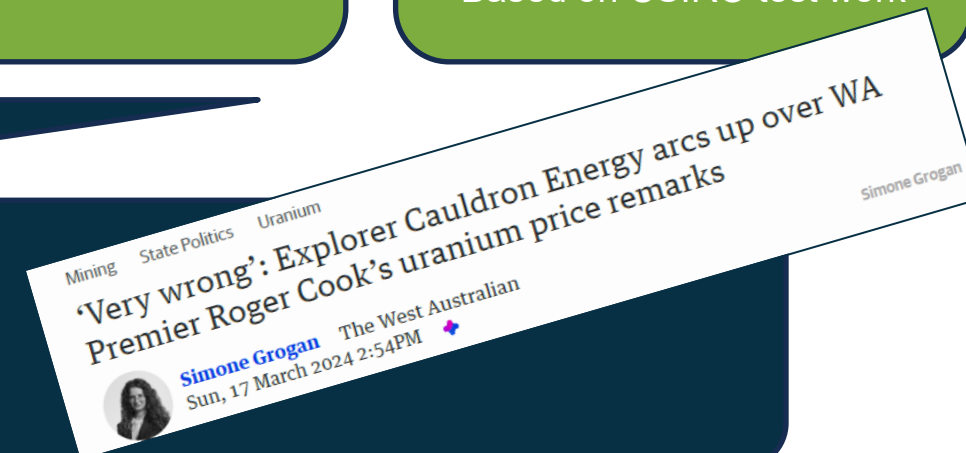 Based on CSIRO test work
Simone Grogan
Mining State Politics Uranium
‘Very wrong’: Explorer Cauldron Energy arcs up over WA
Premier Roger Cook’s uranium price remarks
Simone Grogan The West Australian
Sun, 17 March 2024 2:54PM